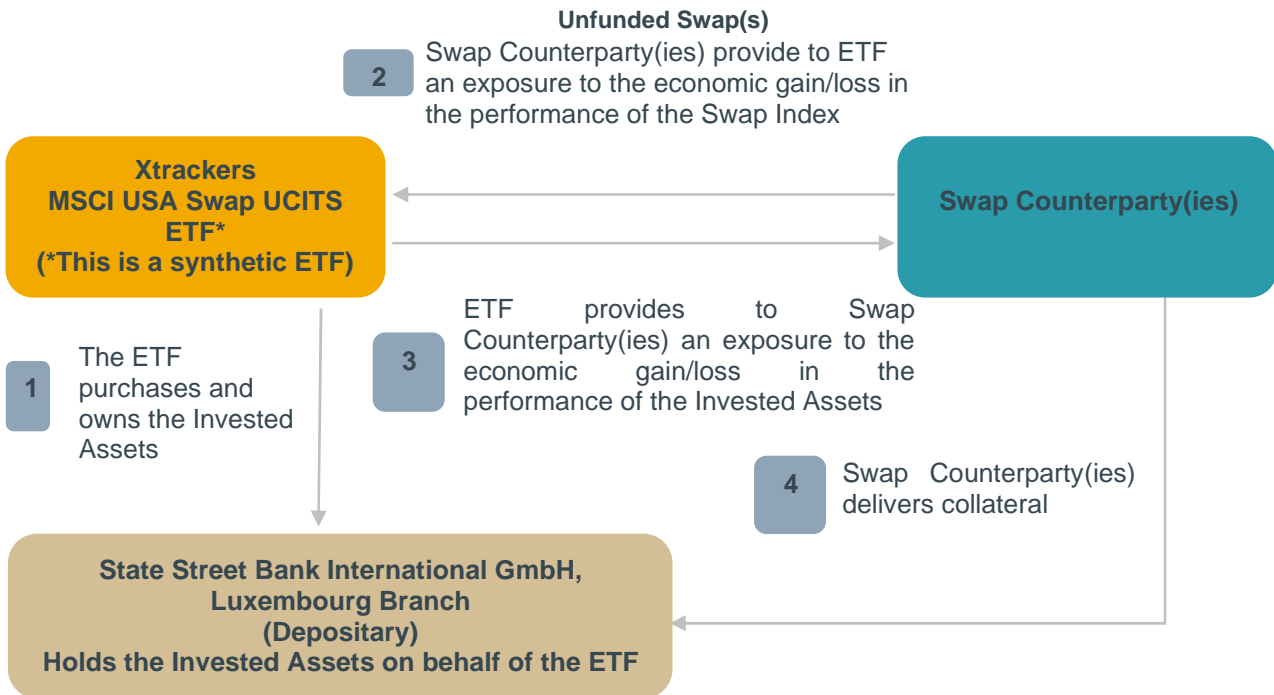 Unfunded Swap(s)
2
Swap Counterparty(ies) provide to ETF
an exposure to the economic gain/loss in
the performance of the Swap Index
Xtrackers
MSCI USA Swap UCITS
ETF*
(*This is a synthetic ETF)
Swap Counterparty(ies)
1
The ETF
purchases and
owns the Invested
Assets
3
ETF provides to Swap
Counterparty(ies) an exposure to the
economic gain/loss in the
performance of the Invested Assets
4
Swap Counterparty(ies)
delivers collateral
State Street Bank International GmbH,
Luxembourg Branch
(Depositary)
Holds the Invested Assets on behalf of the ETF